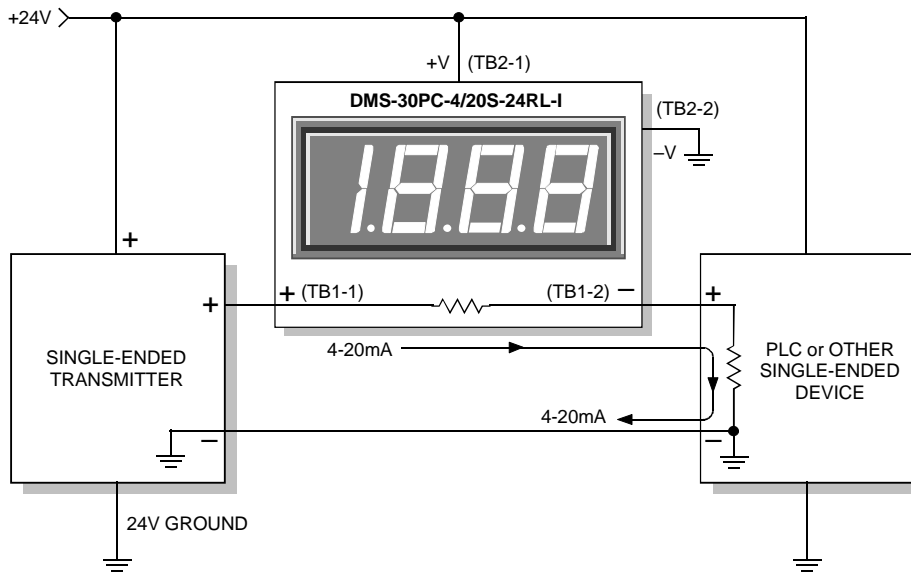 +24V
+V (TB2-1)
DMS-30PC-4/20S-24RL-I
(TB2-2)
–V
1.8.8.8
+
+
+ (TB1-1)
(TB1-2) –
+
SINGLE-ENDED
TRANSMITTER
4-20mA
PLC or OTHER
SINGLE-ENDED
DEVICE
4-20mA
–
–
24V GROUND